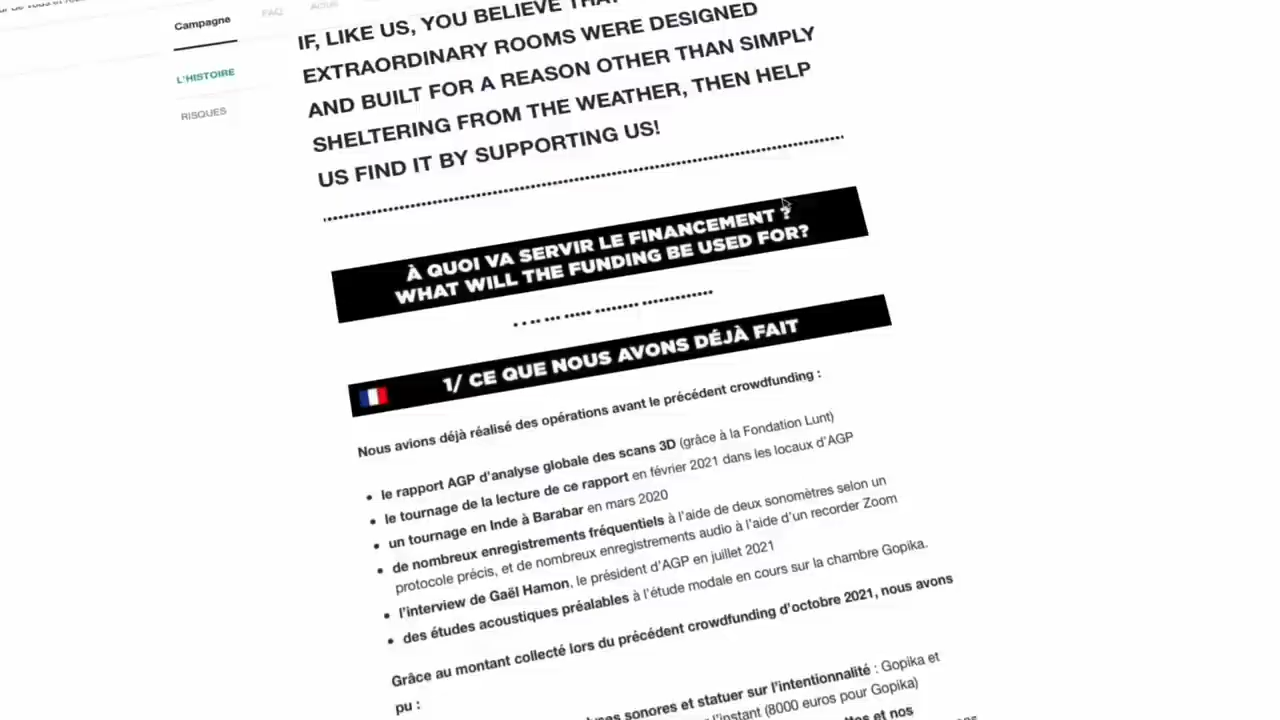 Campagne
FAQ
L'HISTOIRE
RISQUES
IF, LIKE US, YOU BELIEVE
EXTRAORDINARY ROOMS WERE DESIGNED
AND BUILT FOR A REASON OTHER THAN SIMPLY
SHELTERING FROM THE WEATHER, THEN HELP
US FIND IT BY SUPPORTING US!
À QUOI VA SERVIR LE FINANCEMENT ?
WHAT WILL THE FUNDING BE USED FOR?
1/ CE QUE NOUS AVONS DÉJÀ FAIT
Nous avions déjà réalisé des opérations avant le précédent crowdfunding :
• le rapport AGP d'analyse globale des scans 3D (grâce à la Fondation Lunt)
• le tournage de la lecture de ce rapport en février 2021 dans les locaux d'AGP
• un tournage en Inde à Barabar en mars 2020
• de nombreux enregistrements fréquentiels à l'aide de deux sonomètres selon un
protocole précis, et de nombreux enregistrements audio à l'aide d'un recorder Zoom
• l'interview de Gaël Hamon, le président d'AGP en juillet 2021
• des études acoustiques préalables à l'étude modale en cours sur la chambre Gopika.
Grâce au montant collecté lors du précédent crowdfunding d'octobre 2021, nous avons
pu :
sonores et statuer sur l'intentionnalité : Gopika et
l'instant (8000 euros pour Gopika)
et nos